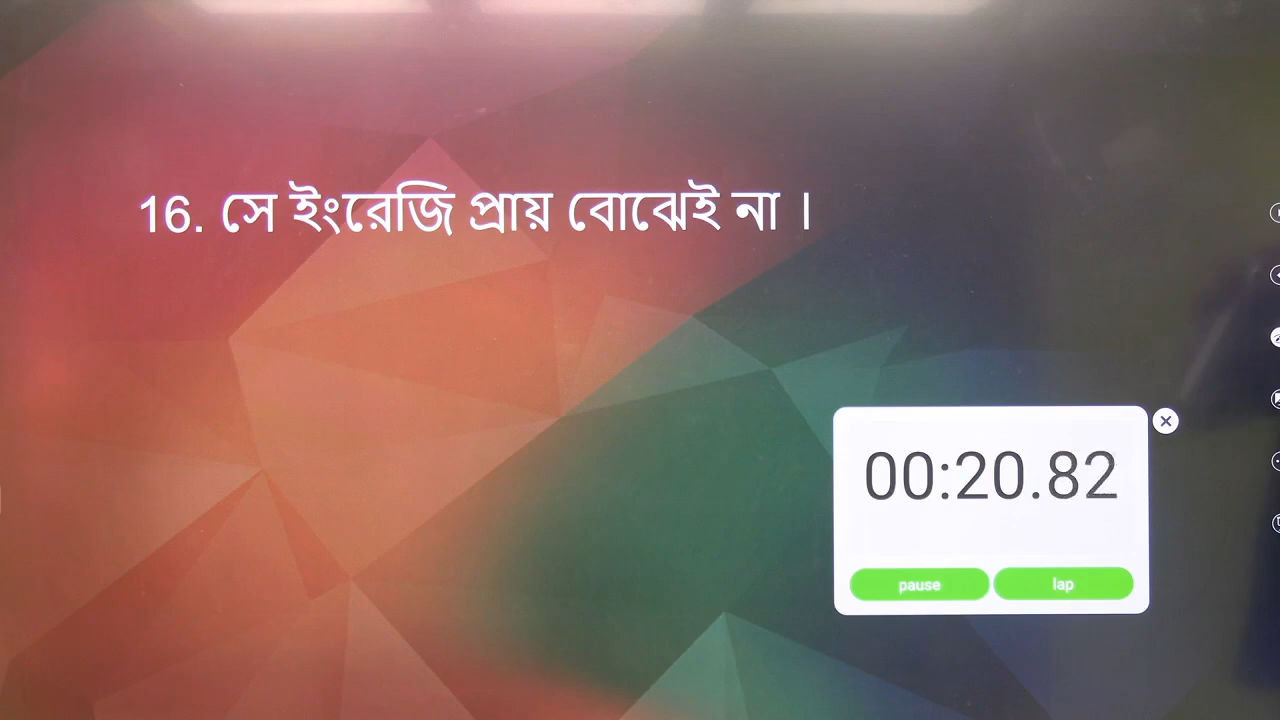 16. সে ইংরেজি প্রায় বোঝেই না ।
00:20.82
pause lap